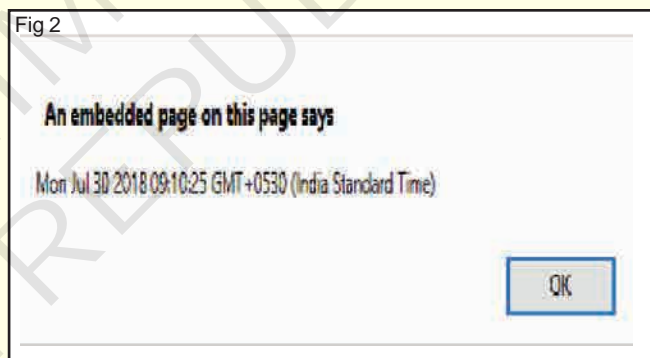 Fig 2
An embedded page on this page says
Mon Jul 30 2018 09:10:25 GMT+0530 (India Standard Time)
OK